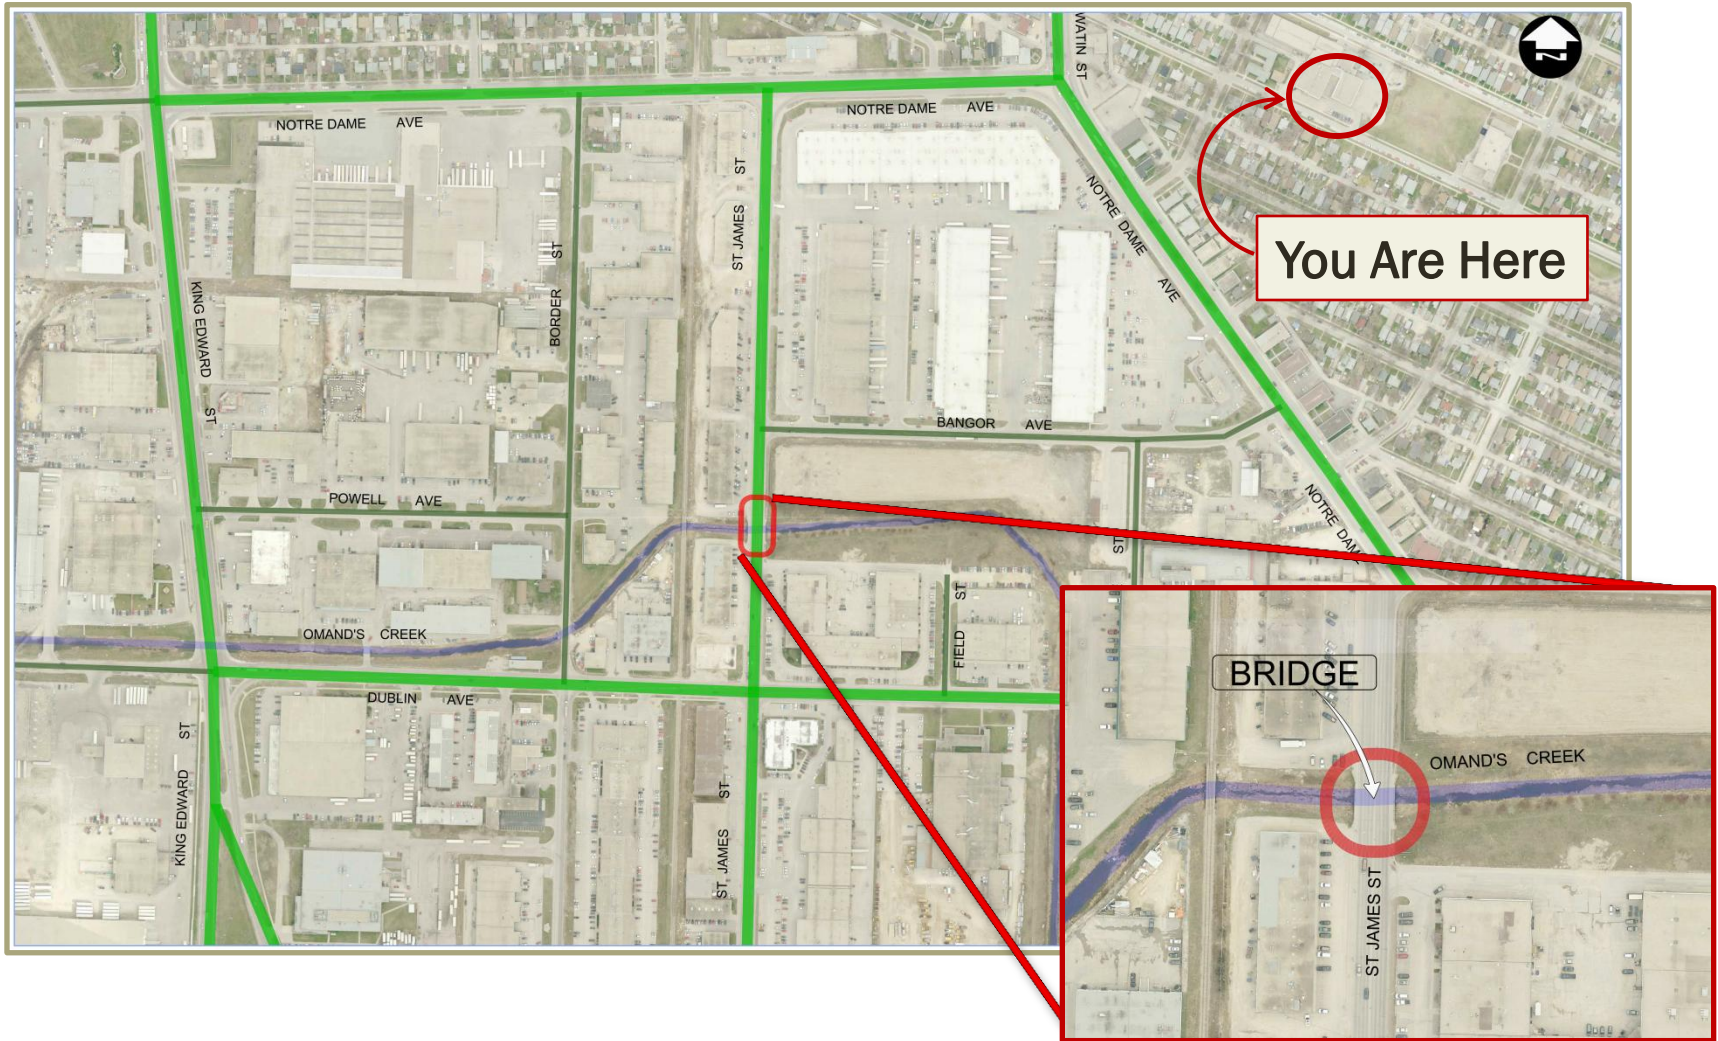 WATIN ST
N
NOTRE DAME AVE
NOTRE DAME AVE
ST JAMES ST
NOTRE DAME AVE
You Are Here
BORDER ST
KING EDWARD ST
BANGOR AVE
POWELL AVE
NOTRE DAM
ST
FIELD ST
OMAND'S CREEK
DUBLIN AVE
KING EDWARD ST
ST. JAMES ST
BRIDGE
OMAND'S CREEK
ST JAMES ST